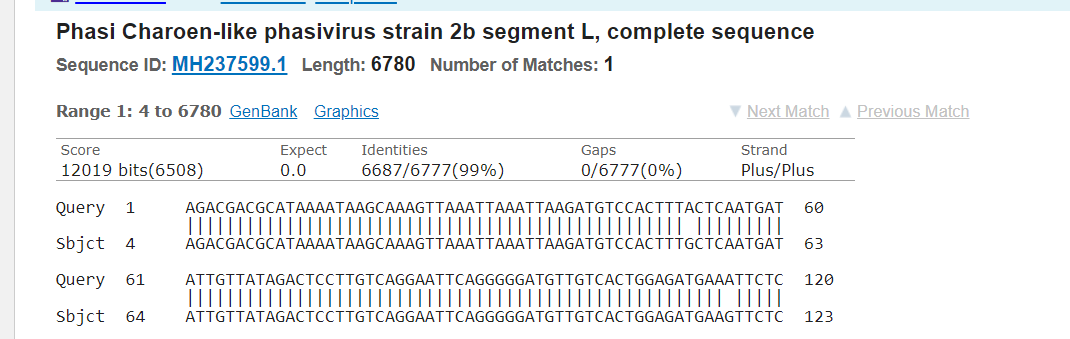 Phasi Charoen-like phasivirus strain 2b segment L, complete sequence
Sequence ID: MH237599.1 Length: 6780 Number of Matches: 1
Range 1: 4 to 6780 GenBank Graphics ▼ Next Match ▲ Previous Match
Score Expect Identities Gaps Strand
12019 bits(6508) 0.0 6687/6777(99%) 0/6777(0%) Plus/Plus
Query 1 AGACGACGCATAAAATAAGCAAAGTTAAATTAAATTAAGATGTCCACTTTACTCAATGAT 60
Sbjct 4 AGACGACGCATAAAATAAGCAAAGTTAAATTAAATTAAGATGTCCACTTTGCTCAATGAT 63
Query 61 ATTGTTATAGACTCCTTGTCAGGAATTCAGGGGGATGTTGTCACTGGAGATGAAATTCTC 120
Sbjct 64 ATTGTTATAGACTCCTTGTCAGGAATTCAGGGGGATGTTGTCACTGGAGATGAAGTTCTC 123